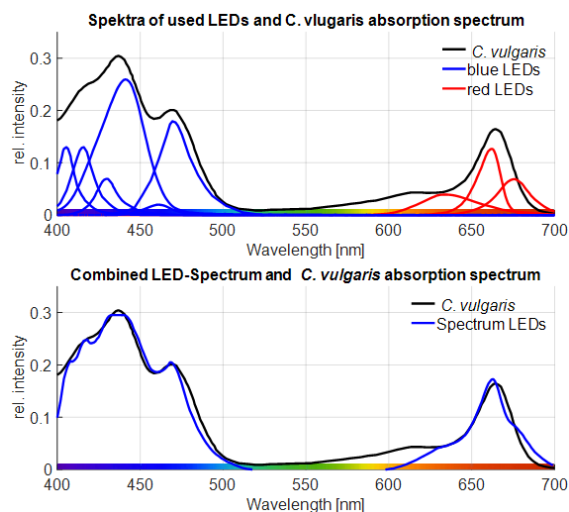 Spektra of used LEDs and C. vlugaris absorption spectrum
rel. intensity
0.3
0.2
0.1
0
C. vulgaris
blue LEDs
red LEDs
400 450 500 550 600 650 700
Wavelength [nm]
Combined LED-Spectrum and C. vulgaris absorption spectrum
rel. intensity
0.3
0.2
0.1
0
C. vulgaris
Spectrum LEDs
400 450 500 550 600 650 700
Wavelength [nm]